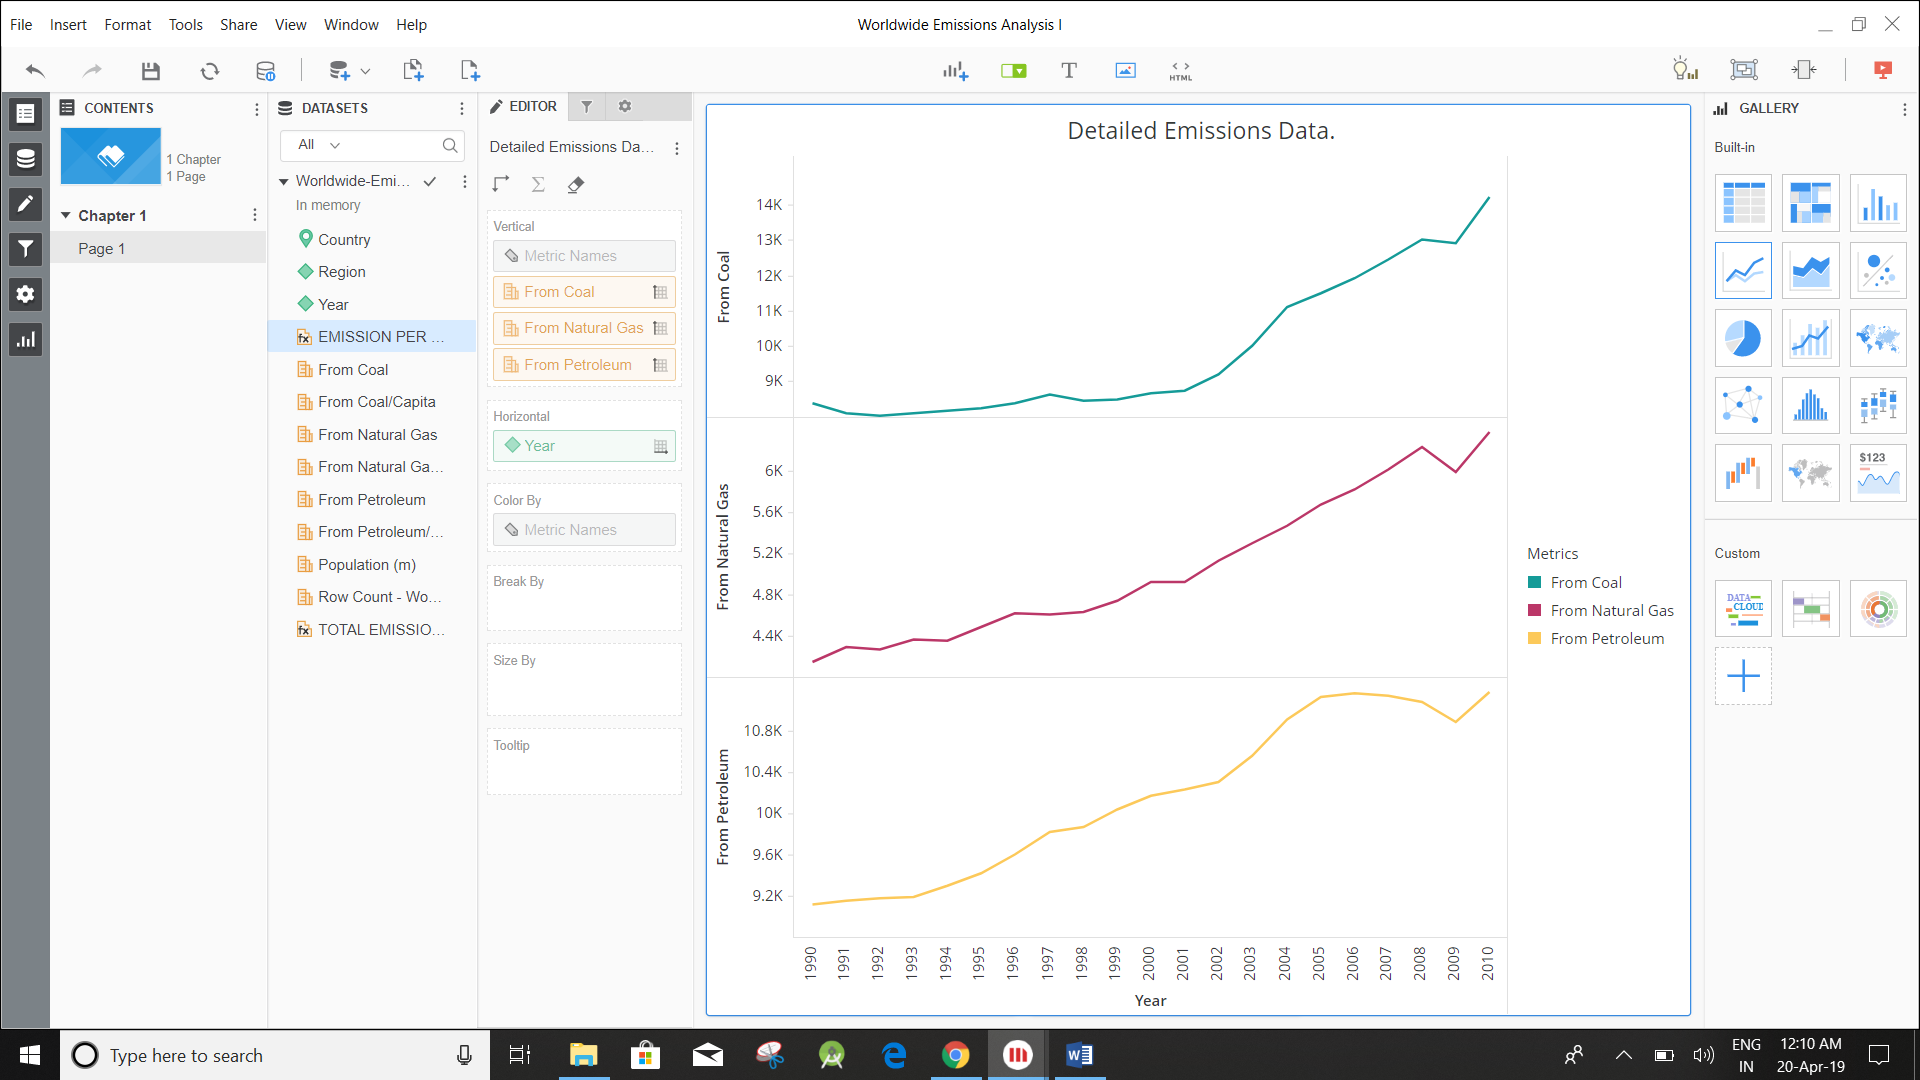 File Insert Format Tools Share View Window Help
Worldwide Emissions Analysis I
HTML
CONTENTS
1 Chapter
1 Page
Chapter 1
Page 1
DATASETS
All
Worldwide-Emi...
In memory
Country
Region
Year
EMISSION PER ...
From Coal
From Coal/Capita
From Natural Gas
From Natural Ga...
From Petroleum
From Petroleum/...
Population (m)
Row Count - Wo...
TOTAL EMISSIO...
EDITOR
Detailed Emissions Da...
Vertical
Metric Names
From Coal
From Natural Gas
From Petroleum
Horizontal
Year
Color By
Metric Names
Break By
Size By
Tooltip
Detailed Emissions Data.
From Coal
14K
13K
12K
11K
10K
9K
From Natural Gas
6K
5.6K
5.2K
4.8K
4.4K
From Petroleum
10.8K
10.4K
10K
9.6K
9.2K
1990 1991 1992 1993 1994 1995 1996 1997 1998 1999 2000 2001 2002 2003 2004 2005 2006 2007 2008 2009 2010
Year
Metrics
From Coal
From Natural Gas
From Petroleum
GALLERY
Built-in
$123
Custom
DATA
CLOUD
Type here to search
ENG
IN
12:10 AM
20-Apr-19